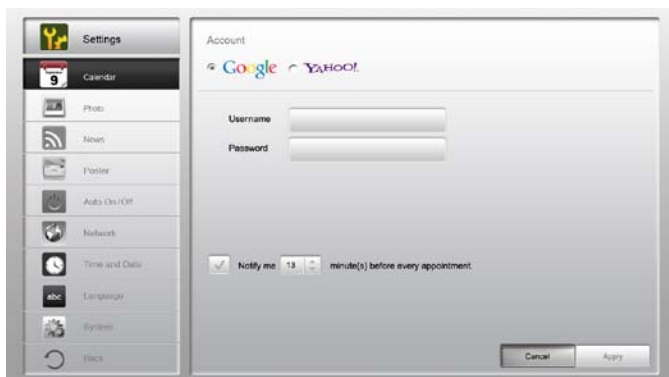 Settings
9
Calendar
Photo
News
Poster
Auto On/Off
Network
Time and Date
abc
Language
System
Back
Account
Google YAHOO!
Username
Password
Notify me 13 minute(s) before every appointment.
Cancel
Apply